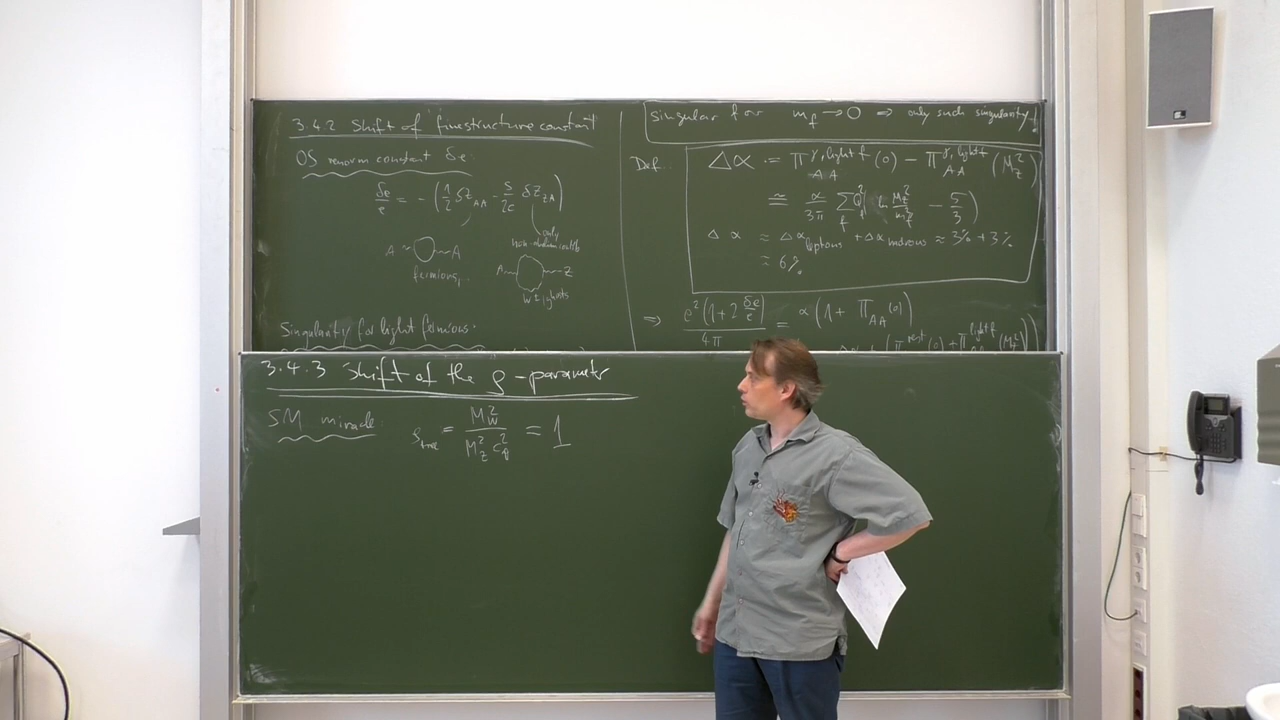 3.4.2 Shift of finestructure constant
OS renorm constant δe:
δe/e = - (1/2 δZ_AA - s/2c δZ_ZA)
only
non-abelian contrib
A A
fermions,...
A Z
W± ghosts
Singularity for light fermions:
Singular for m_f → 0 ⇒ only such singularity!
Def.: Δα := Π_AA^{γ, light f}(0) - Π_AA^{γ, light f}(M_Z^2)
≅ α/3π Σ_f Q_f^2 (ln M_Z^2/m_f^2 - 5/3)
Δα ≈ Δα_leptons + Δα_hadrons ≈ 3% + 3%
≈ 6%
⇒ e^2(1+2 δe/e)/4π = α(1 + Π_AA(0))
3.4.3 Shift of the ρ-parameter
SM miracle: ρ_tree = M_W^2/M_Z^2 c_θ^2 = 1